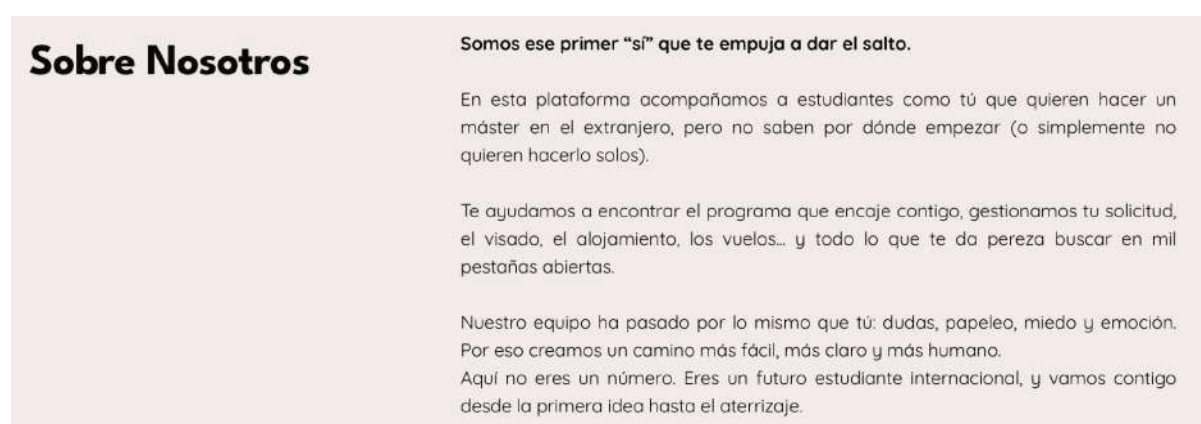 Sobre Nosotros
Somos ese primer “sí” que te empuja a dar el salto.
En esta plataforma acompañamos a estudiantes como tú que quieren hacer un
máster en el extranjero, pero no saben por dónde empezar (o simplemente no
quieren hacerlo solos).
Te ayudamos a encontrar el programa que encaje contigo, gestionamos tu solicitud,
el visado, el alojamiento, los vuelos… y todo lo que te da pereza buscar en mil
pestañas abiertas.
Nuestro equipo ha pasado por lo mismo que tú: dudas, papeleo, miedo y emoción.
Por eso creamos un camino más fácil, más claro y más humano.
Aquí no eres un número. Eres un futuro estudiante internacional, y vamos contigo
desde la primera idea hasta el aterrizaje.